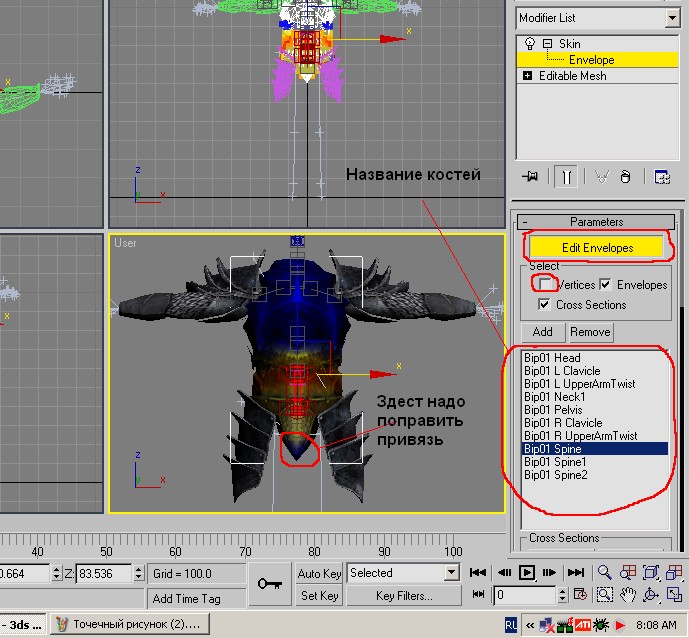 Modifier List
Skin
Envelope
Editable Mesh
x
z
x
Название костей
Parameters
Edit Envelopes
Select
Vertices
Envelopes
Cross Sections
Add
Remove
Bip01 Head
Bip01 L Clavicle
Bip01 L UpperArmTwist
Bip01 Neck1
Bip01 Pelvis
Bip01 R Clavicle
Bip01 R UpperArmTwist
Bip01 Spine
Bip01 Spine1
Bip01 Spine2
Cross Sections
x
x
User
x
Здест надо
поправить
привязь
z
x
40 50 60 70 80 90 100
0.664
Z: 83.536
Grid = 100.0
Add Time Tag
Auto Key
Selected
Set Key
Key Filters...
0
- 3ds ...
Точечный рисунок (2)....
RL
«
ATI
8:08 AM